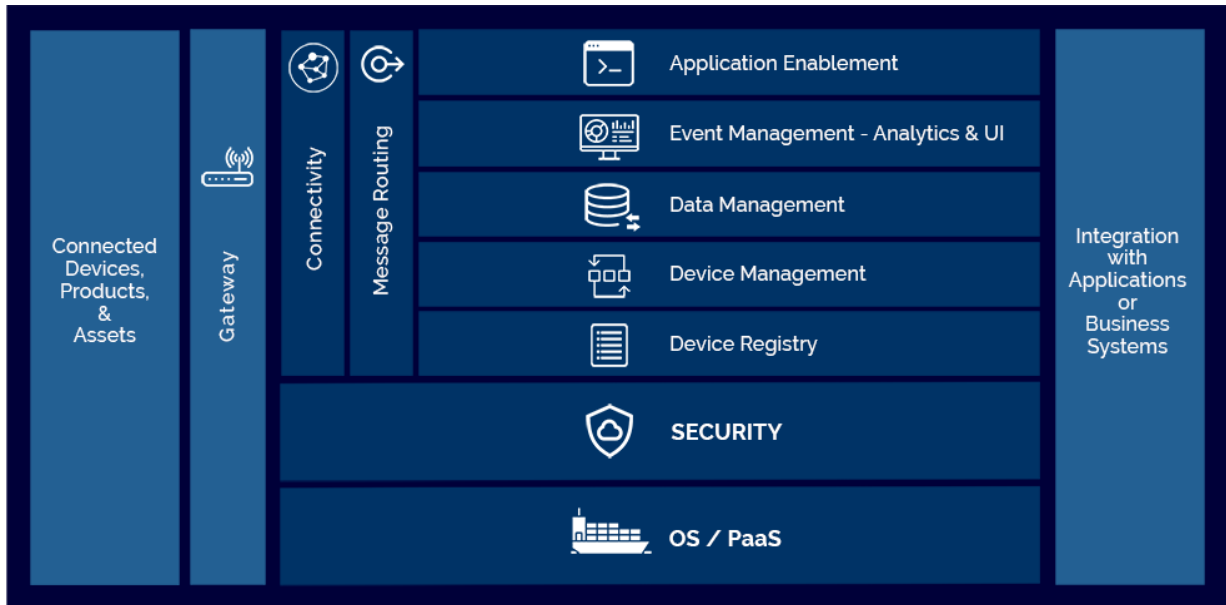 Connected
Devices,
Products,
&
Assets
Gateway
Connectivity
Message Routing
Application Enablement
Event Management - Analytics & UI
Data Management
Device Management
Device Registry
SECURITY
OS / PaaS
Integration
with
Applications
or
Business
Systems